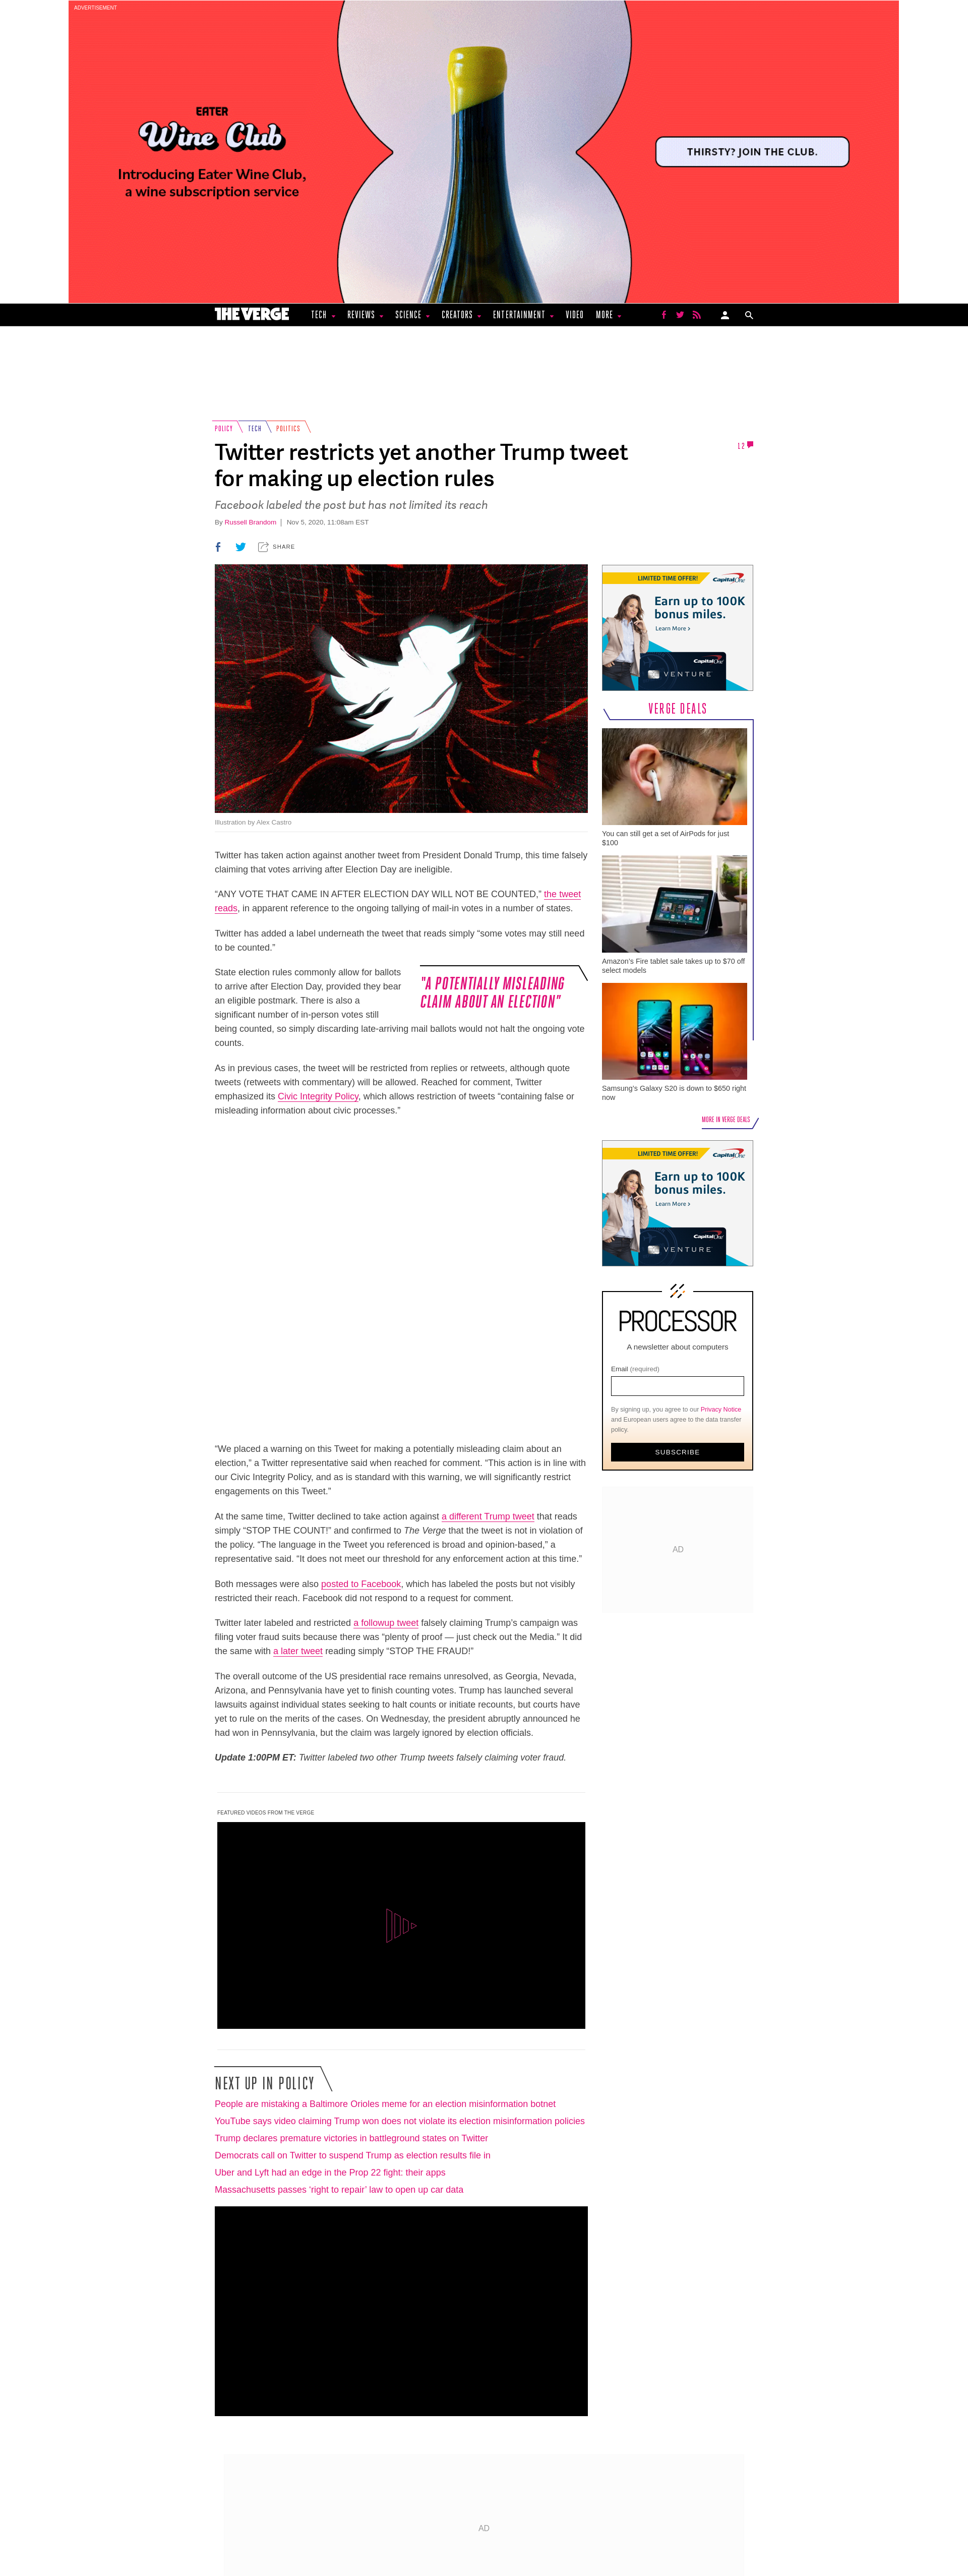 ADVERTISEMENT
EATER
Wine Club
Introducing Eater Wine Club,
a wine subscription service
THIRSTY? JOIN THE CLUB.
THE VERGE TECH REVIEWS SCIENCE CREATORS ENTERTAINMENT VIDEO MORE
POLICY TECH POLITICS
Twitter restricts yet another Trump tweet
for making up election rules
12
Facebook labeled the post but has not limited its reach
By Russell Brandom | Nov 5, 2020, 11:08am EST
SHARE
Illustration by Alex Castro
Twitter has taken action against another tweet from President Donald Trump, this time falsely
claiming that votes arriving after Election Day are ineligible.
“ANY VOTE THAT CAME IN AFTER ELECTION DAY WILL NOT BE COUNTED,” the tweet
reads, in apparent reference to the ongoing tallying of mail-in votes in a number of states.
Twitter has added a label underneath the tweet that reads simply “some votes may still need
to be counted.”
State election rules commonly allow for ballots
to arrive after Election Day, provided they bear
an eligible postmark. There is also a
significant number of in-person votes still
being counted, so simply discarding late-arriving mail ballots would not halt the ongoing vote
counts.
"A POTENTIALLY MISLEADING
CLAIM ABOUT AN ELECTION"
As in previous cases, the tweet will be restricted from replies or retweets, although quote
tweets (retweets with commentary) will be allowed. Reached for comment, Twitter
emphasized its Civic Integrity Policy, which allows restriction of tweets “containing false or
misleading information about civic processes.”
“We placed a warning on this Tweet for making a potentially misleading claim about an
election,” a Twitter representative said when reached for comment. “This action is in line with
our Civic Integrity Policy, and as is standard with this warning, we will significantly restrict
engagements on this Tweet.”
At the same time, Twitter declined to take action against a different Trump tweet that reads
simply “STOP THE COUNT!” and confirmed to The Verge that the tweet is not in violation of
the policy. “The language in the Tweet you referenced is broad and opinion-based,” a
representative said. “It does not meet our threshold for any enforcement action at this time.”
Both messages were also posted to Facebook, which has labeled the posts but not visibly
restricted their reach. Facebook did not respond to a request for comment.
Twitter later labeled and restricted a followup tweet falsely claiming Trump’s campaign was
filing voter fraud suits because there was “plenty of proof — just check out the Media.” It did
the same with a later tweet reading simply “STOP THE FRAUD!”
The overall outcome of the US presidential race remains unresolved, as Georgia, Nevada,
Arizona, and Pennsylvania have yet to finish counting votes. Trump has launched several
lawsuits against individual states seeking to halt counts or initiate recounts, but courts have
yet to rule on the merits of the cases. On Wednesday, the president abruptly announced he
had won in Pennsylvania, but the claim was largely ignored by election officials.
Update 1:00PM ET: Twitter labeled two other Trump tweets falsely claiming voter fraud.
FEATURED VIDEOS FROM THE VERGE
NEXT UP IN POLICY
People are mistaking a Baltimore Orioles meme for an election misinformation botnet
YouTube says video claiming Trump won does not violate its election misinformation policies
Trump declares premature victories in battleground states on Twitter
Democrats call on Twitter to suspend Trump as election results file in
Uber and Lyft had an edge in the Prop 22 fight: their apps
Massachusetts passes ‘right to repair’ law to open up car data
LIMITED TIME OFFER!
Capital One
Earn up to 100K
bonus miles.
Learn More >
Capital One
VENTURE
VERGE DEALS
You can still get a set of AirPods for just
$100
Amazon’s Fire tablet sale takes up to $70 off
select models
Samsung’s Galaxy S20 is down to $650 right
now
MORE IN VERGE DEALS
LIMITED TIME OFFER!
Capital One
Earn up to 100K
bonus miles.
Learn More >
Capital One
VENTURE
PROCESSOR
A newsletter about computers
Email (required)
By signing up, you agree to our Privacy Notice
and European users agree to the data transfer
policy.
SUBSCRIBE
AD
AD